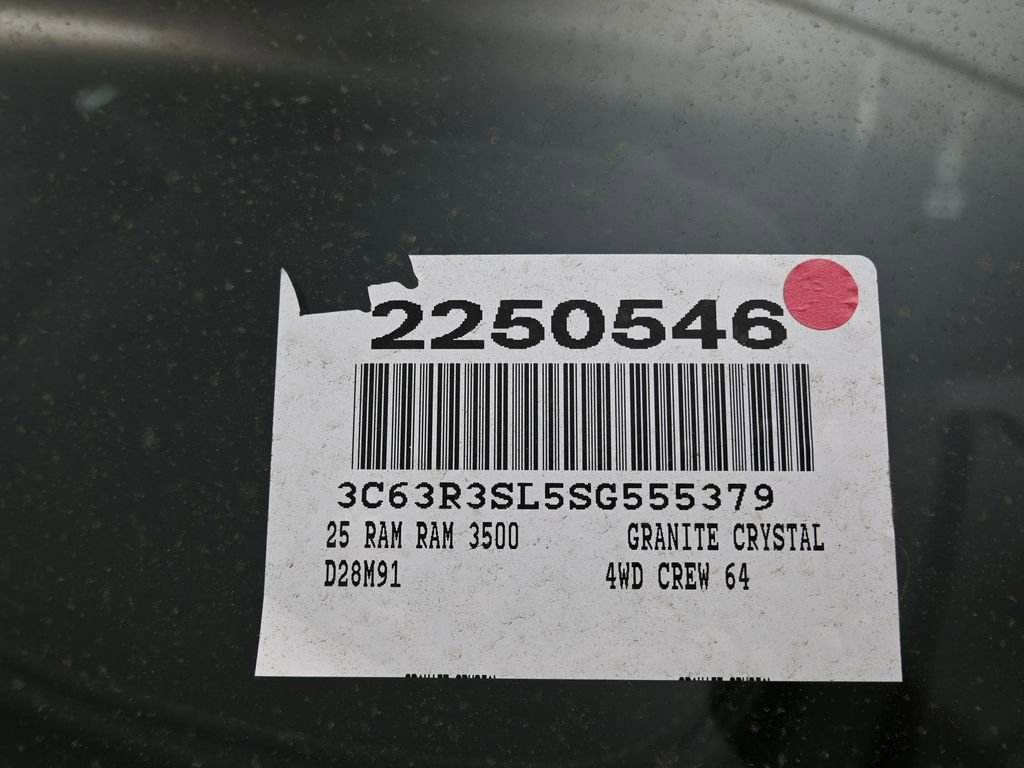 2250546
3C63R3SL5SG555379
25 RAM RAM 3500 GRANITE CRYSTAL
D28M91 4WD CREW 64